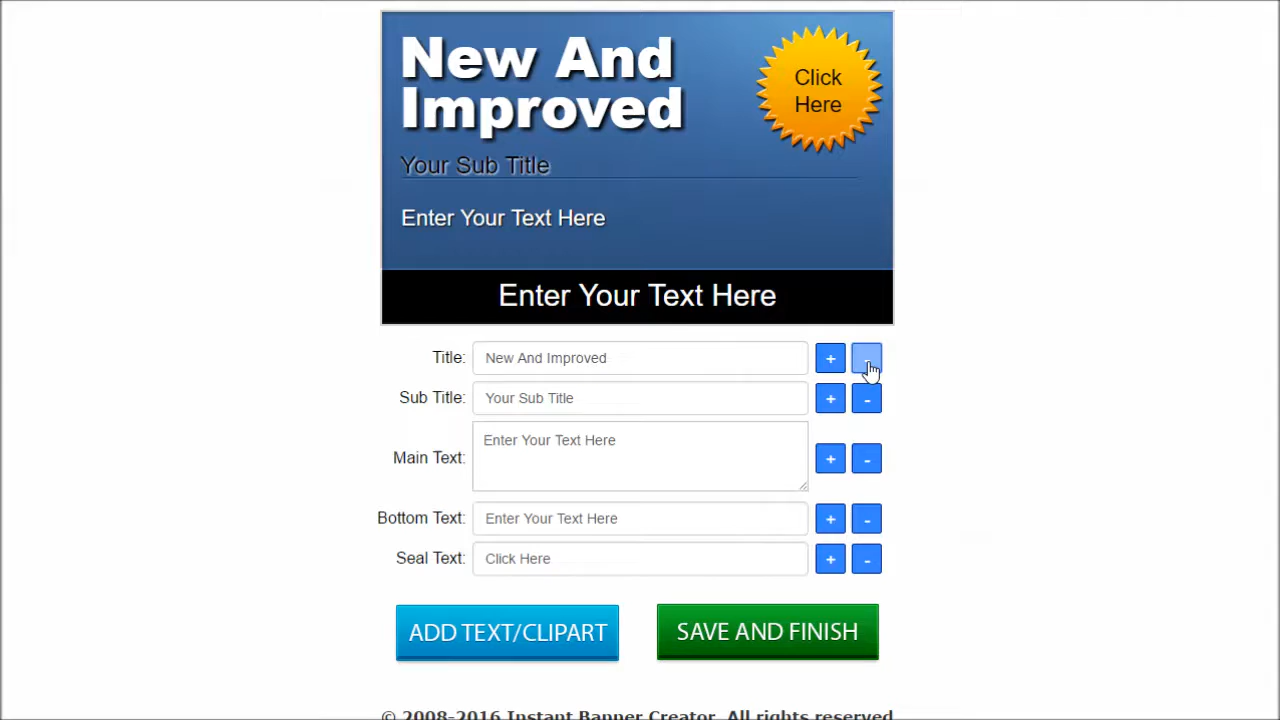 New And
Improved
Click
Here
Your Sub Title
Enter Your Text Here
Enter Your Text Here
Title: New And Improved + -
Sub Title: Your Sub Title + -
Main Text: Enter Your Text Here + -
Bottom Text: Enter Your Text Here + -
Seal Text: Click Here + -
ADD TEXT/CLIPART SAVE AND FINISH
© 2008-2016 Instant Banner Creator. All rights reserved